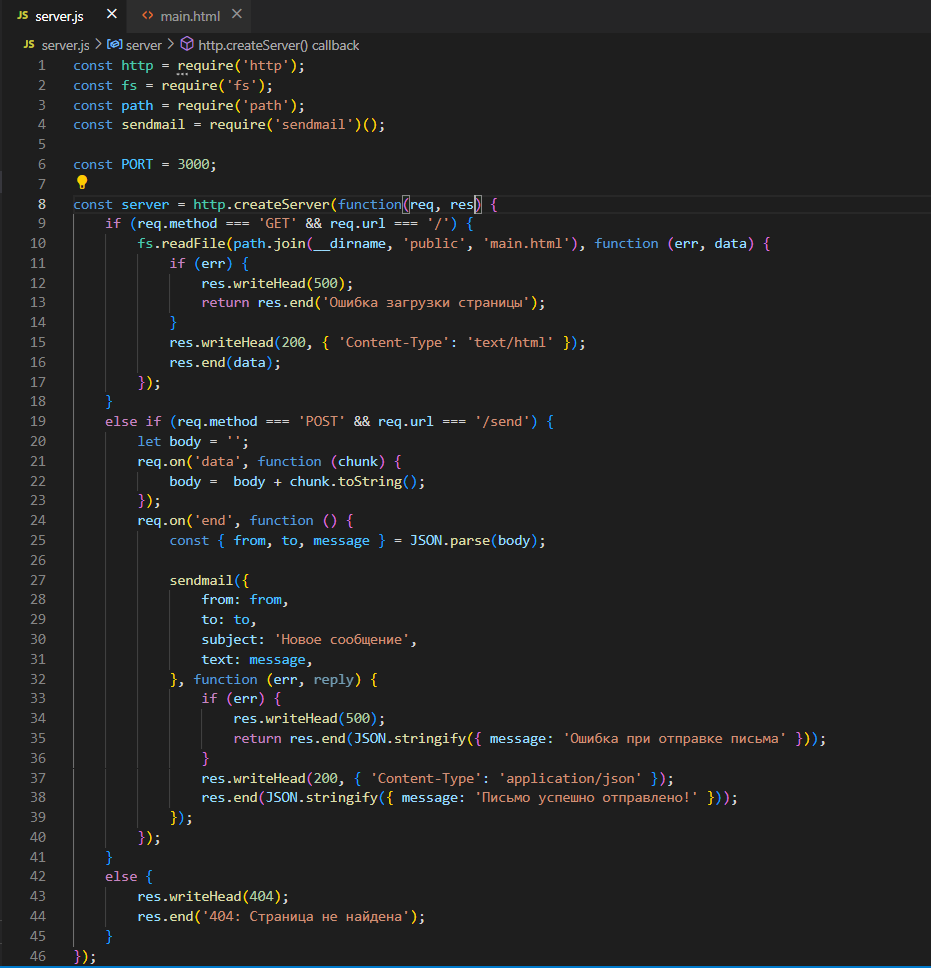 JS server.js × <> main.html ×
JS server.js > server > http.createServer() callback
1 const http = require('http');
2 const fs = require('fs');
3 const path = require('path');
4 const sendmail = require('sendmail')();
5
6 const PORT = 3000;
7
8 const server = http.createServer(function(req, res) {
9 if (req.method === 'GET' && req.url === '/') {
10 fs.readFile(path.join(__dirname, 'public', 'main.html'), function (err, data) {
11 if (err) {
12 res.writeHead(500);
13 return res.end('Ошибка загрузки страницы');
14 }
15 res.writeHead(200, { 'Content-Type': 'text/html' });
16 res.end(data);
17 });
18 }
19 else if (req.method === 'POST' && req.url === '/send') {
20 let body = '';
21 req.on('data', function (chunk) {
22 body =  body + chunk.toString();
23 });
24 req.on('end', function () {
25 const { from, to, message } = JSON.parse(body);
26
27 sendmail({
28 from: from,
29 to: to,
30 subject: 'Новое сообщение',
31 text: message,
32 }, function (err, reply) {
33 if (err) {
34 res.writeHead(500);
35 return res.end(JSON.stringify({ message: 'Ошибка при отправке письма' }));
36 }
37 res.writeHead(200, { 'Content-Type': 'application/json' });
38 res.end(JSON.stringify({ message: 'Письмо успешно отправлено!' }));
39 });
40 });
41 }
42 else {
43 res.writeHead(404);
44 res.end('404: Страница не найдена');
45 }
46 });